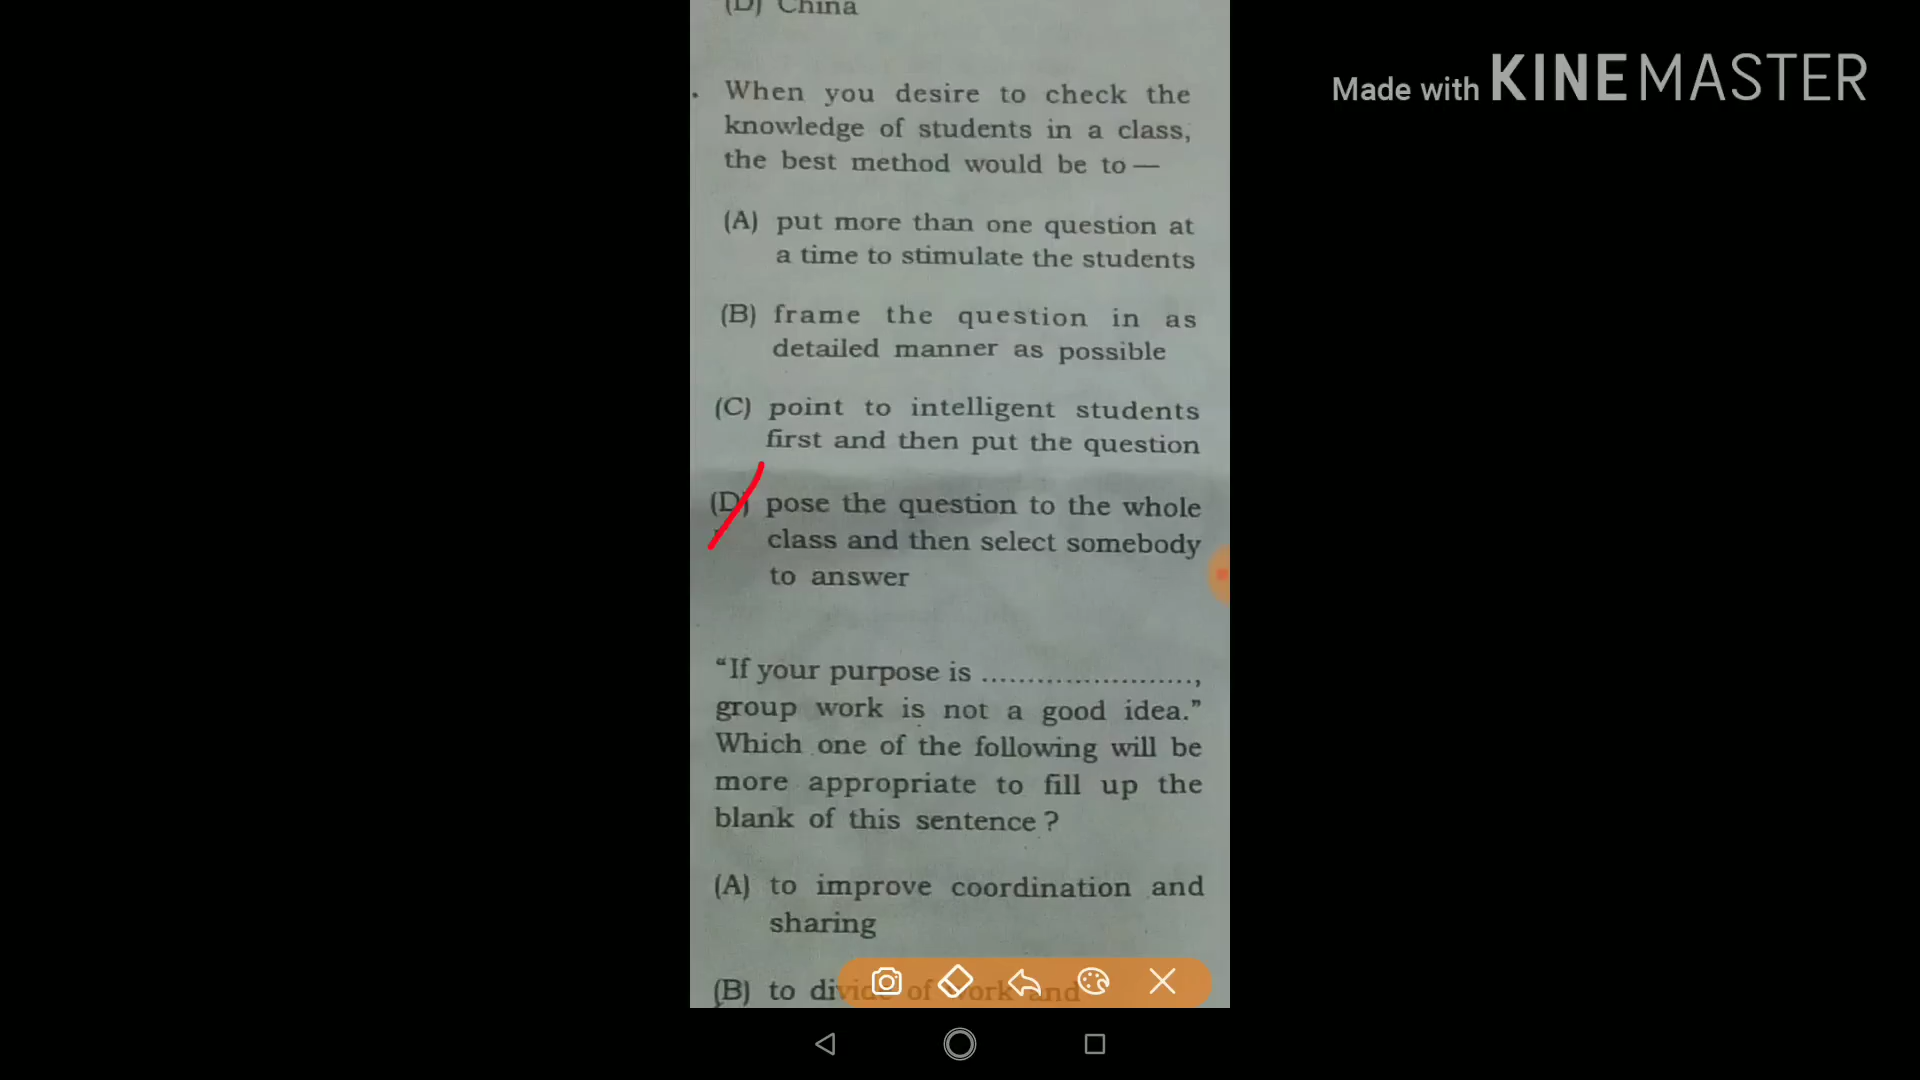 (D) China
Made with KINEMASTER
. When you desire to check the
knowledge of students in a class,
the best method would be to —
(A) put more than one question at
a time to stimulate the students
(B) frame the question in as
detailed manner as possible
(C) point to intelligent students
first and then put the question
(D) pose the question to the whole
class and then select somebody
to answer
“If your purpose is ......................,
group work is not a good idea.”
Which one of the following will be
more appropriate to fill up the
blank of this sentence ?
(A) to improve coordination and
sharing
(B) to divide of work and